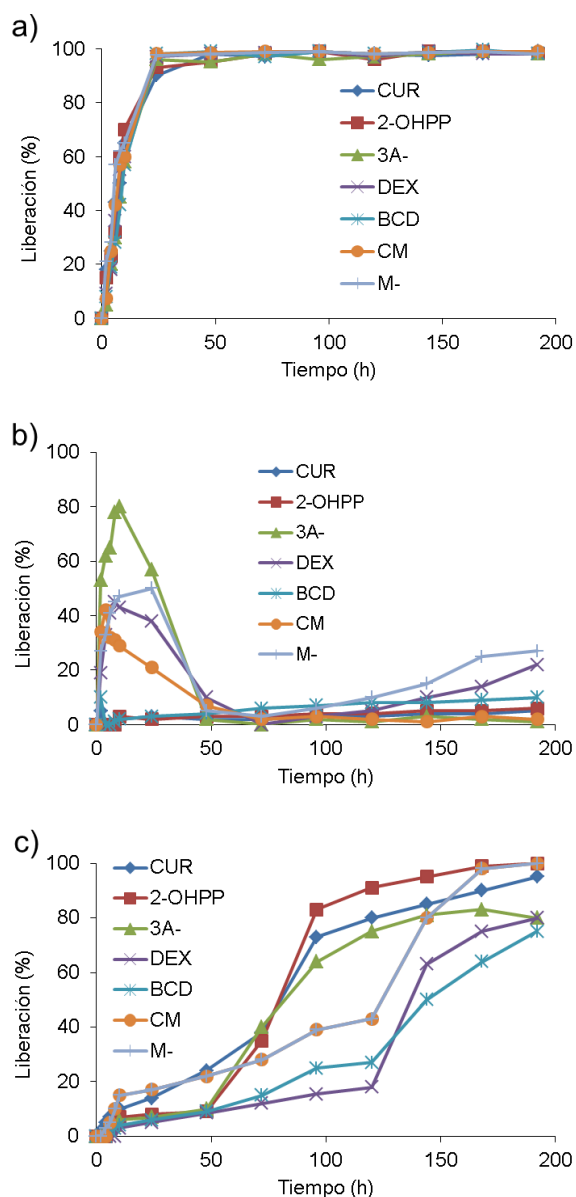 a)
100
80
60
40
20
0
Liberación (%)
0
50
100
150
200
Tiempo (h)
CUR
2-OHPP
3A-
DEX
BCD
CM
M-
b)
100
80
60
40
20
0
Liberación (%)
0
50
100
150
200
Tiempo (h)
CUR
2-OHPP
3A-
DEX
BCD
CM
M-
c)
100
80
60
40
20
0
Liberación (%)
0
50
100
150
200
Tiempo (h)
CUR
2-OHPP
3A-
DEX
BCD
CM
M-